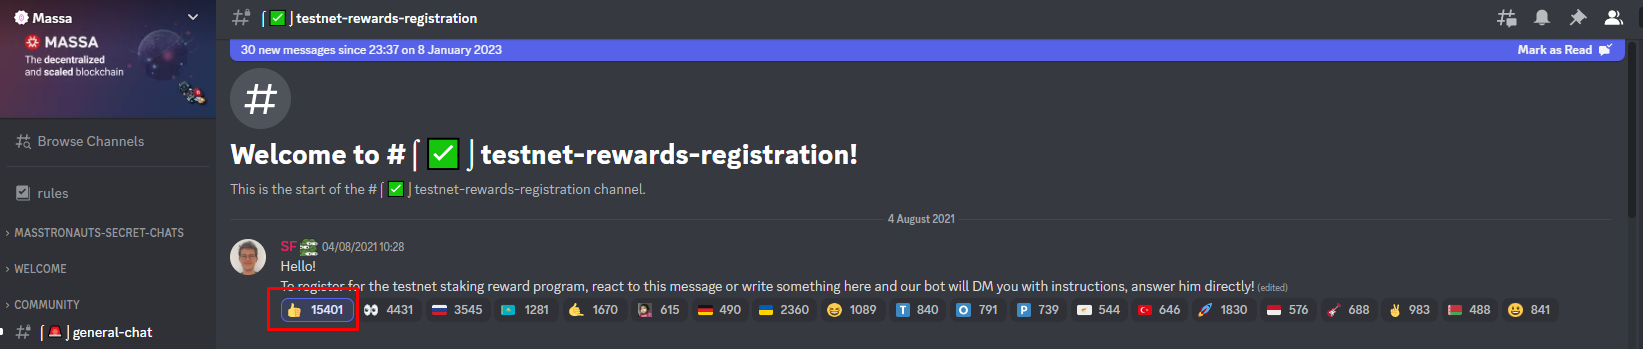 Massa
MASSA
The decentralized
and scaled blockchain
Browse Channels
rules
MASSTRONAUTS-SECRET-CHATS
WELCOME
COMMUNITY
⌠🚨⌡general-chat
⌠✅⌡testnet-rewards-registration
30 new messages since 23:37 on 8 January 2023
Mark as Read
Welcome to #⌠✅⌡testnet-rewards-registration!
This is the start of the #⌠✅⌡testnet-rewards-registration channel.
4 August 2021
SF 04/08/2021 10:28
Hello!
To register for the testnet staking reward program, react to this message or write something here and our bot will DM you with instructions, answer him directly! (edited)
15401 4431 3545 1281 1670 615 490 2360 1089 T 840 O 791 P 739 544 646 1830 576 688 983 488 841